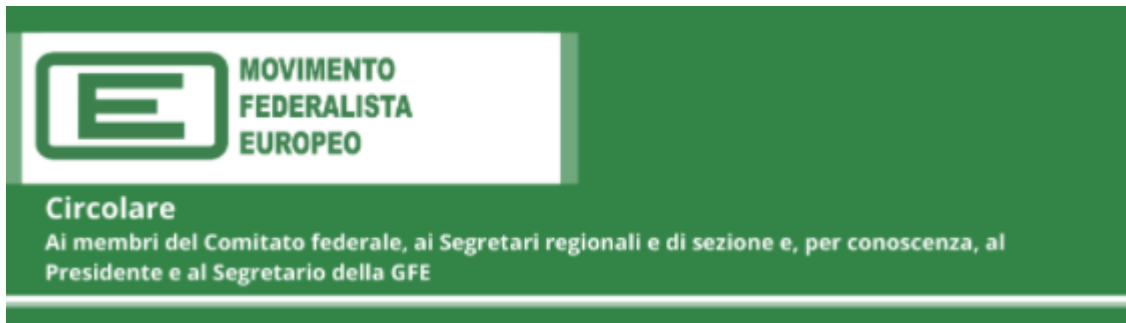 MOVIMENTO
FEDERALISTA
EUROPEO
Circolare
Ai membri del Comitato federale, ai Segretari regionali e di sezione e, per conoscenza, al
Presidente e al Segretario della GFE